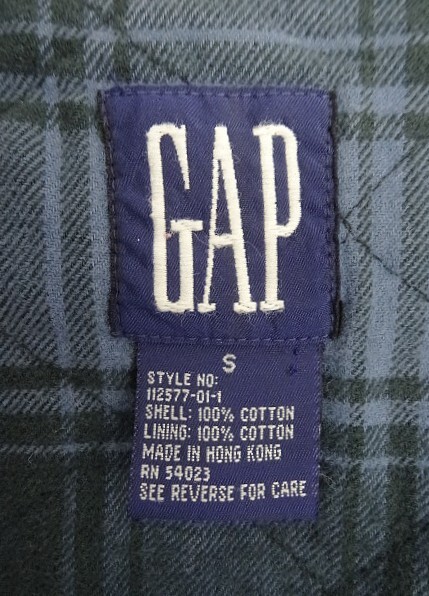 GAP
S
STYLE NO:
112577-01-1
SHELL: 100% COTTON
LINING: 100% COTTON
MADE IN HONG KONG
RN 54023
SEE REVERSE FOR CARE